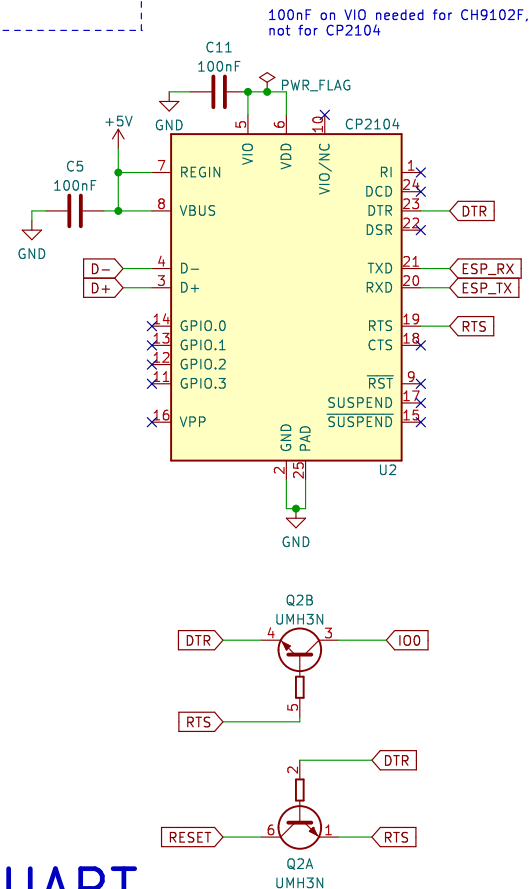 100nF on VIO needed for CH9102F,
not for CP2104
C11
100nF
PWR_FLAG
GND
+5V
5
6
10
CP2104
VIO
VDD
VIO/NC
C5
100nF
GND
7 REGIN
8 VBUS
D- 4 D-
D+ 3 D+
14 GPIO.0
13 GPIO.1
12 GPIO.2
11 GPIO.3
16 VPP
RI 1
DCD 24
DTR 23 DTR
DSR 22
TXD 21 ESP_RX
RXD 20 ESP_TX
RTS 19 RTS
CTS 18
RST 9
SUSPEND 17
SUSPEND 15
GND
PAD
2
25
U2
GND
Q2B
UMH3N
DTR 4 3 IO0
5
RTS
DTR
2
RESET 6 1 RTS
Q2A
UMH3N
UART